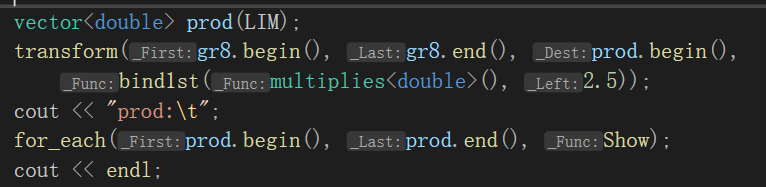 vector<double> prod(LIM);
transform(_First:gr8.begin(), _Last:gr8.end(), _Dest:prod.begin(),
_Func:bind1st(_Func:multiplies<double>(), _Left:2.5));
cout << "prod:\t";
for_each(_First:prod.begin(), _Last:prod.end(), _Func:Show);
cout << endl;